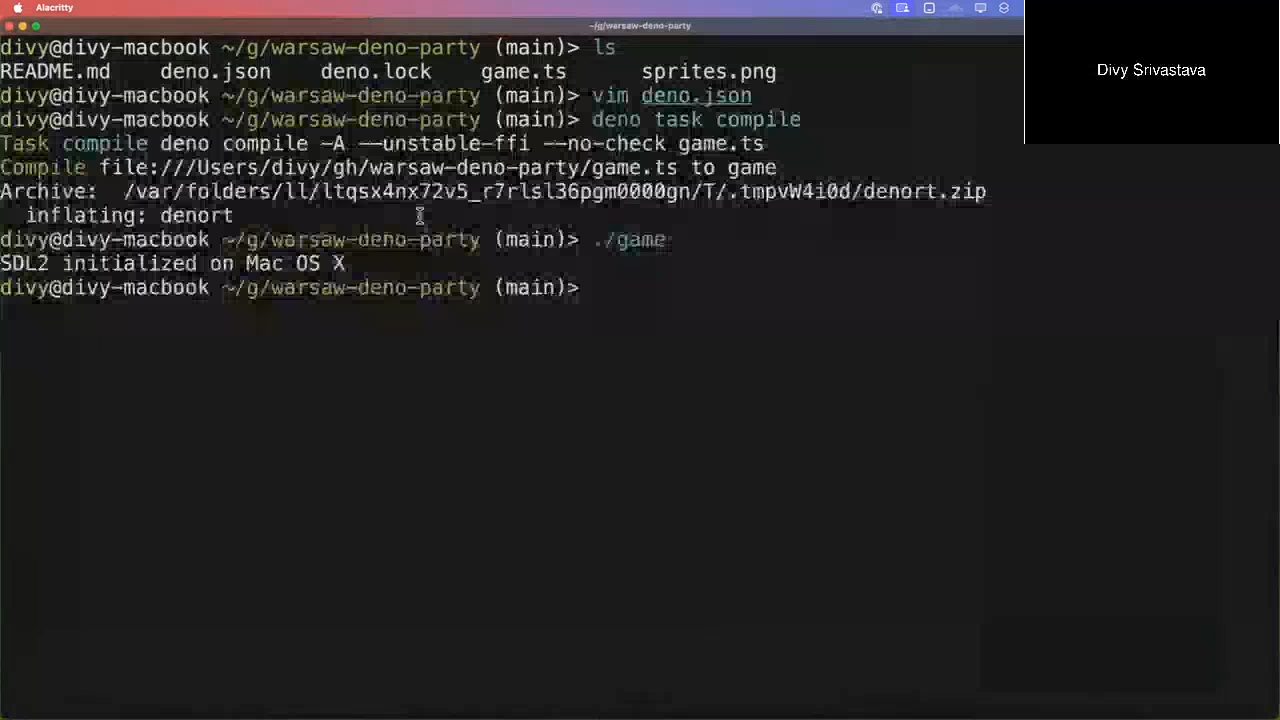 Alacritty
~/g/warsaw-deno-party
Divy Srivastava
divy@divy-macbook ~/g/warsaw-deno-party (main)> ls
README.md deno.json deno.lock game.ts sprites.png
divy@divy-macbook ~/g/warsaw-deno-party (main)> vim deno.json
divy@divy-macbook ~/g/warsaw-deno-party (main)> deno task compile
Task compile deno compile -A --unstable-ffi --no-check game.ts
Compile file:///Users/divy/gh/warsaw-deno-party/game.ts to game
Archive: /var/folders/ll/ltqsx4nx72v5_r7rlsl36pgm0000gn/T/.tmpvW4i0d/denort.zip
inflating: denort
divy@divy-macbook ~/g/warsaw-deno-party (main)> ./game
SDL2 initialized on Mac OS X
divy@divy-macbook ~/g/warsaw-deno-party (main)>